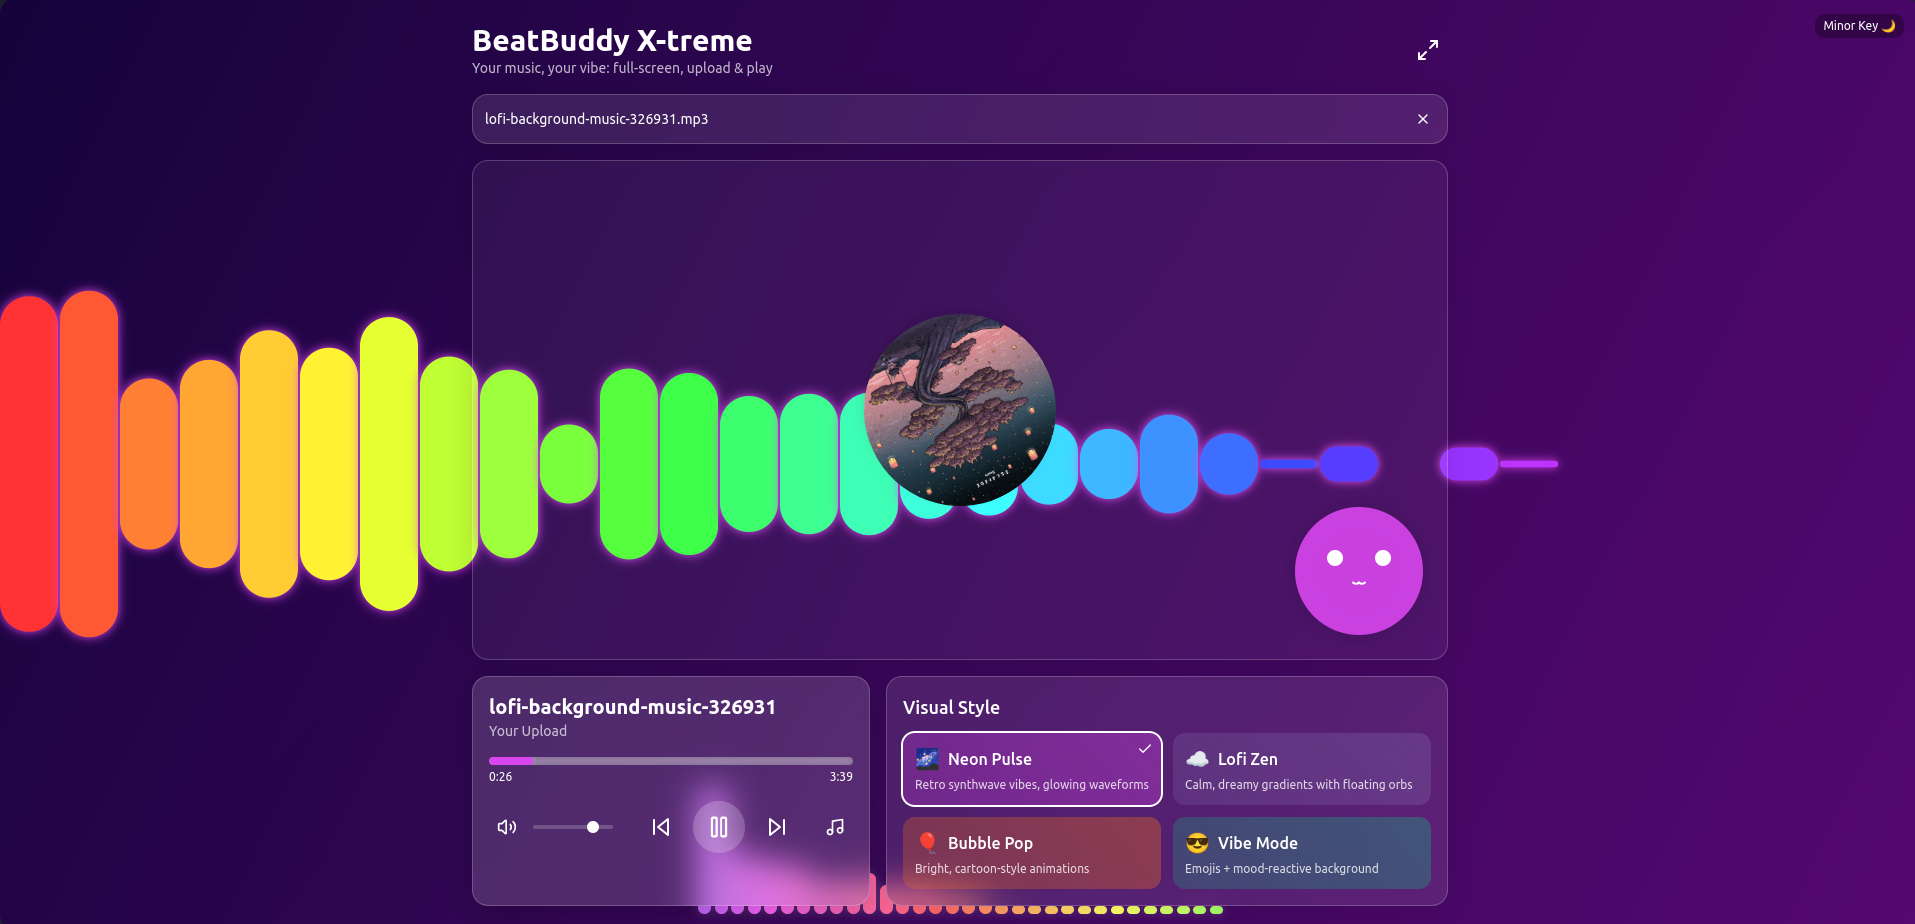 BeatBuddy X-treme
Minor Key 🌙
Your music, your vibe: full-screen, upload & play
lofi-background-music-326931.mp3
lofi-background-music-326931
Your Upload
0:26
3:39
Visual Style
Neon Pulse
Retro synthwave vibes, glowing waveforms
Lofi Zen
Calm, dreamy gradients with floating orbs
Bubble Pop
Bright, cartoon-style animations
Vibe Mode
Emojis + mood-reactive background